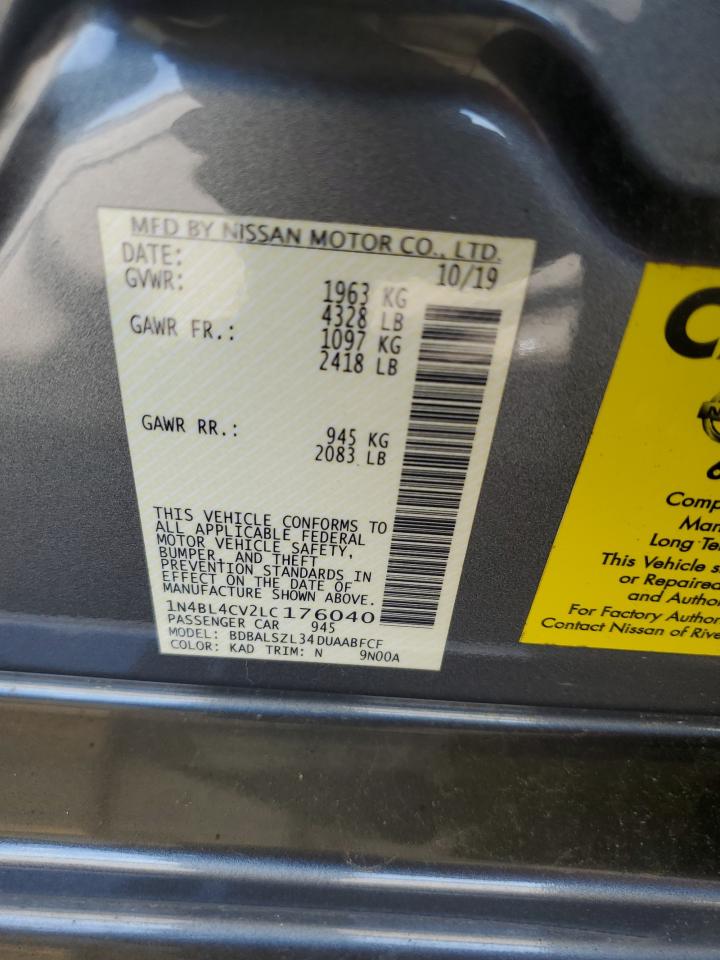 MFD BY NISSAN MOTOR CO., LTD.
DATE: 10/19
GVWR: 1963 KG
4328 LB
GAWR FR.: 1097 KG
2418 LB
GAWR RR.: 945 KG
2083 LB
THIS VEHICLE CONFORMS TO
ALL APPLICABLE FEDERAL
MOTOR VEHICLE SAFETY,
BUMPER, AND THEFT
PREVENTION STANDARDS IN
EFFECT ON THE DATE OF
MANUFACTURE SHOWN ABOVE.
1N4BL4CV2LC176040
PASSENGER CAR 945
MODEL: BDBALSZL34DUAABFCF
COLOR: KAD TRIM: N 9N00A
Comp
Man
Long Te
This Vehicle s
or Repaired
and Autho
For Factory Author
Contact Nissan of Rive